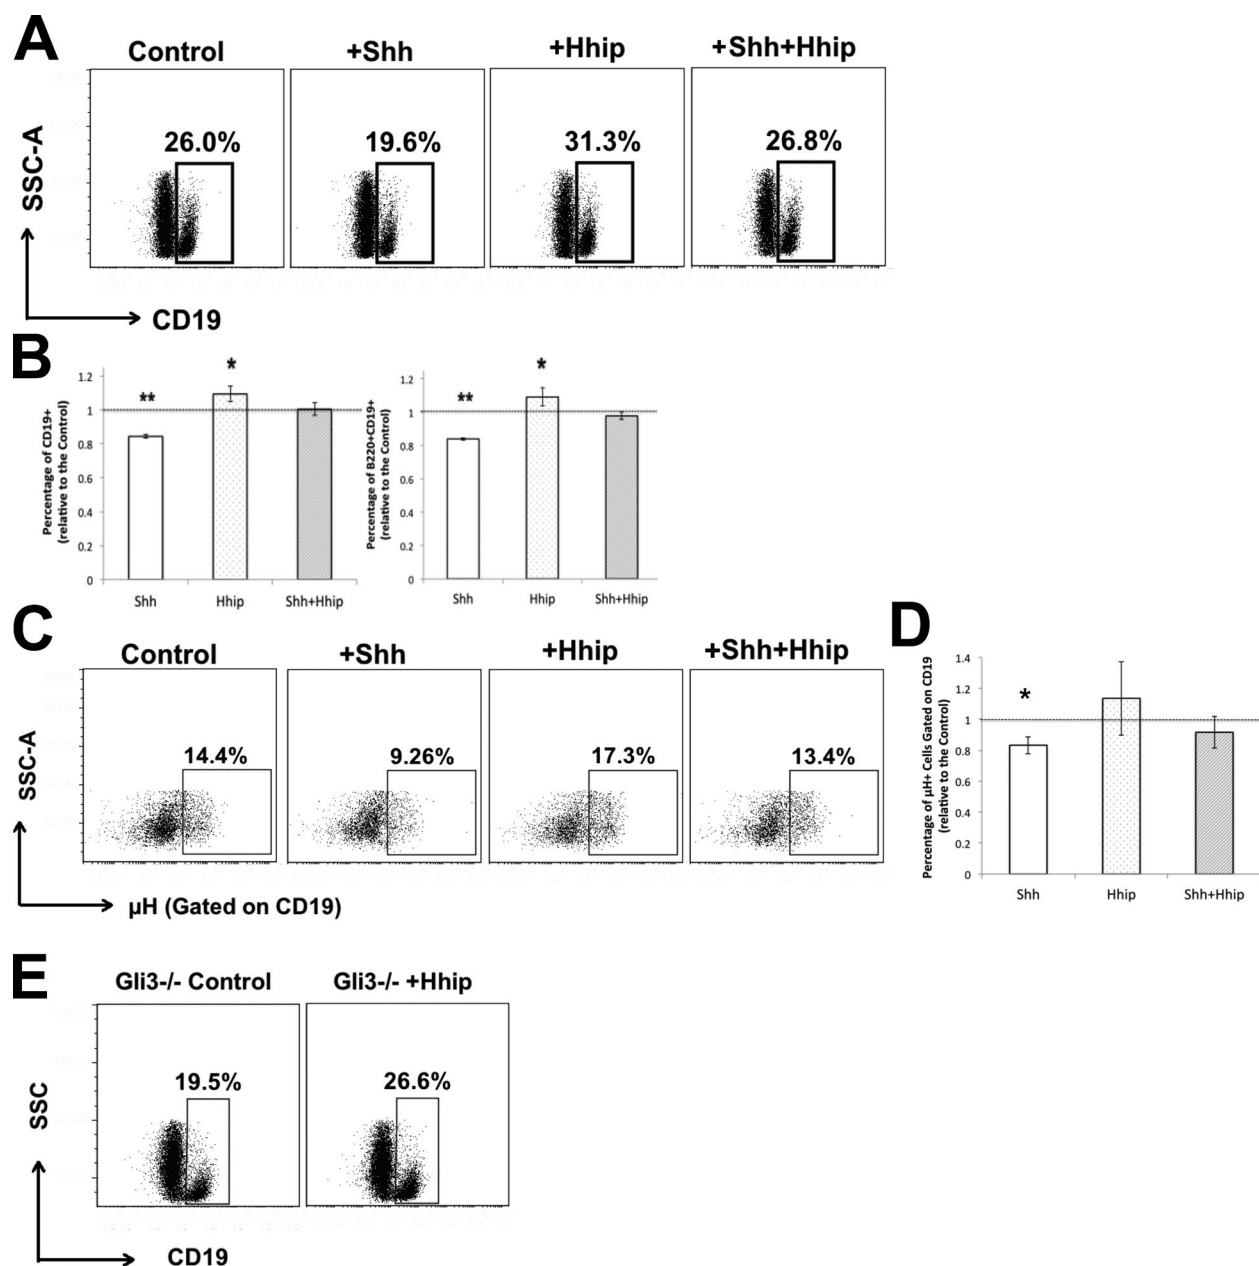 A
Control
+Shh
+Hhip
+Shh+Hhip
SSC-A
26.0%
19.6%
31.3%
26.8%
CD19
B
Percentage of CD19+
(relative to the Control)
1.2
1
0.8
0.6
0.4
0.2
0
**
*
Shh
Hhip
Shh+Hhip
Percentage of B220+CD19+
(relative to the Control)
1.2
1
0.8
0.6
0.4
0.2
0
**
*
Shh
Hhip
Shh+Hhip
C
Control
+Shh
+Hhip
+Shh+Hhip
SSC-A
14.4%
9.26%
17.3%
13.4%
µH (Gated on CD19)
D
Percentage of µH+ Cells Gated on CD19
(relative to the Control)
1.4
1.2
1
0.8
0.6
0.4
0.2
0
*
Shh
Hhip
Shh+Hhip
E
Gli3-/- Control
Gli3-/- +Hhip
SSC
19.5%
26.6%
CD19